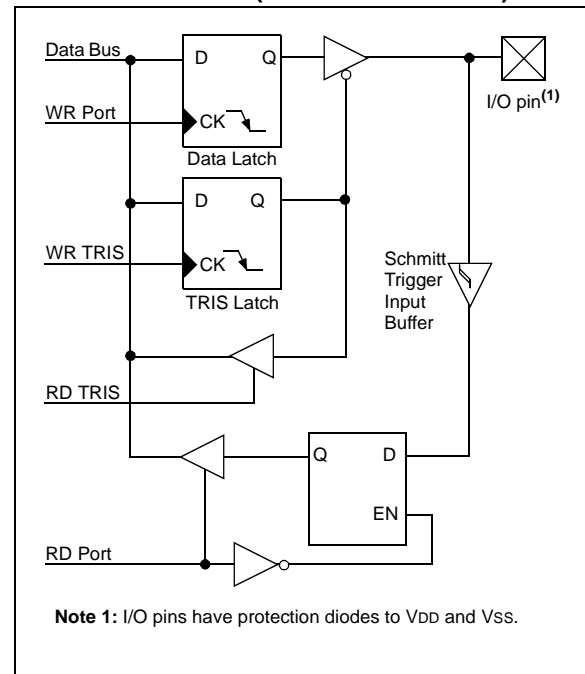 Data Bus
D Q
I/O pin(1)
WR Port
CK
Data Latch
D Q
WR TRIS
CK
TRIS Latch
Schmitt
Trigger
Input
Buffer
RD TRIS
Q D
EN
RD Port
Note 1: I/O pins have protection diodes to VDD and VSS.